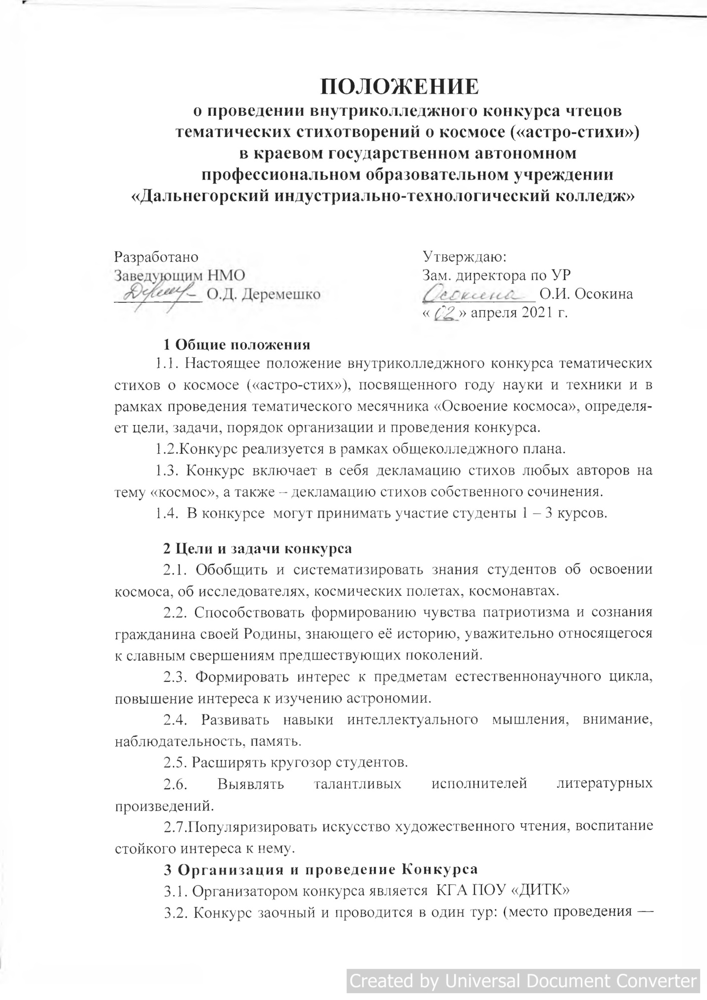 ПОЛОЖЕНИЕ
о проведении внутриколледжного конкурса чтецов
тематических стихотворений о космосе («астро-стихи»)
в краевом государственном автономном
профессиональном образовательном учреждении
«Дальнегорский индустриально-технологический колледж»
Разработано
Заведующим НМО
О.Д. Деремешко
Утверждаю:
Зам. директора по УР
Осокина О.И. Осокина
« 02 » апреля 2021 г.
1 Общие положения
1.1. Настоящее положение внутриколледжного конкурса тематических
стихов о космосе («астро-стих»), посвященного году науки и техники и в
рамках проведения тематического месячника «Освоение космоса», определя-
ет цели, задачи, порядок организации и проведения конкурса.
1.2.Конкурс реализуется в рамках общеколледжного плана.
1.3. Конкурс включает в себя декламацию стихов любых авторов на
тему «космос», а также – декламацию стихов собственного сочинения.
1.4. В конкурсе могут принимать участие студенты 1 – 3 курсов.
2 Цели и задачи конкурса
2.1. Обобщить и систематизировать знания студентов об освоении
космоса, об исследователях, космических полетах, космонавтах.
2.2. Способствовать формированию чувства патриотизма и сознания
гражданина своей Родины, знающего её историю, уважительно относящегося
к славным свершениям предшествующих поколений.
2.3. Формировать интерес к предметам естественнонаучного цикла,
повышение интереса к изучению астрономии.
2.4. Развивать навыки интеллектуального мышления, внимание,
наблюдательность, память.
2.5. Расширять кругозор студентов.
2.6. Выявлять талантливых исполнителей литературных
произведений.
2.7.Популяризировать искусство художественного чтения, воспитание
стойкого интереса к нему.
3 Организация и проведение Конкурса
3.1. Организатором конкурса является КГА ПОУ «ДИТК»
3.2. Конкурс заочный и проводится в один тур: (место проведения —
Created by Universal Document Converter